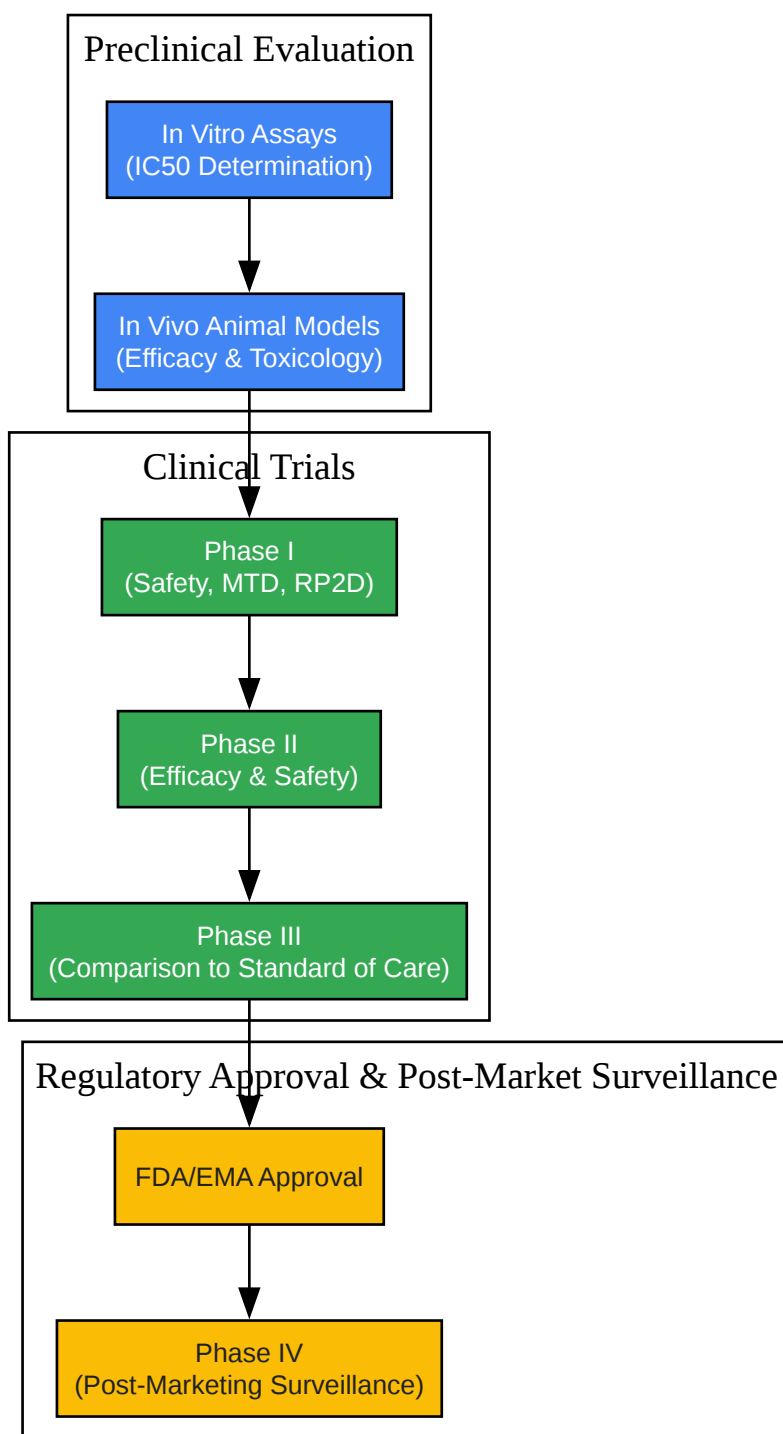 Preclinical Evaluation
In Vitro Assays
(IC50 Determination)
In Vivo Animal Models
(Efficacy & Toxicology)
Clinical Trials
Phase I
(Safety, MTD, RP2D)
Phase II
(Efficacy & Safety)
Phase III
(Comparison to Standard of Care)
Regulatory Approval & Post-Market Surveillance
FDA/EMA Approval
Phase IV
(Post-Marketing Surveillance)